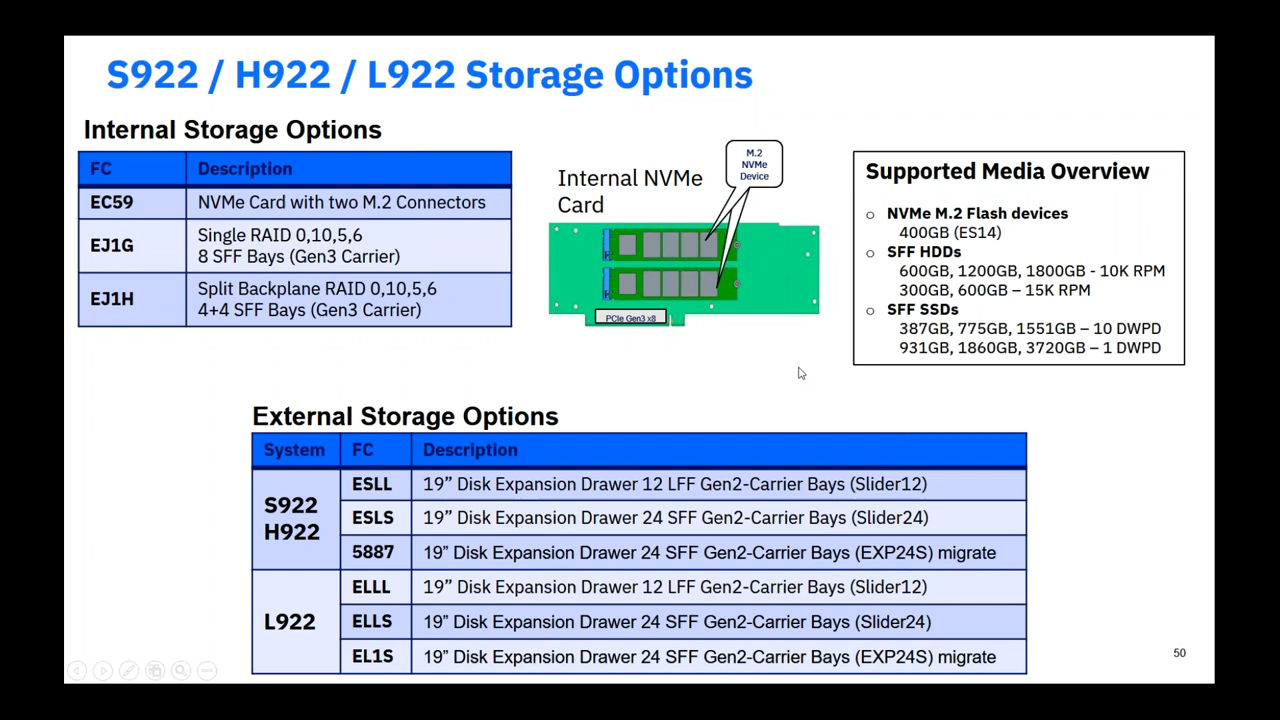 S922 / H922 / L922 Storage Options
Internal Storage Options
FC Description
EC59 NVMe Card with two M.2 Connectors
EJ1G Single RAID 0,10,5,6
8 SFF Bays (Gen3 Carrier)
EJ1H Split Backplane RAID 0,10,5,6
4+4 SFF Bays (Gen3 Carrier)
Internal NVMe
Card
M.2
NVMe
Device
PCIe Gen3 x8
Supported Media Overview
o NVMe M.2 Flash devices
400GB (ES14)
o SFF HDDs
600GB, 1200GB, 1800GB - 10K RPM
300GB, 600GB – 15K RPM
o SFF SSDs
387GB, 775GB, 1551GB – 10 DWPD
931GB, 1860GB, 3720GB – 1 DWPD
External Storage Options
System FC Description
S922
H922
ESLL 19” Disk Expansion Drawer 12 LFF Gen2-Carrier Bays (Slider12)
ESLS 19” Disk Expansion Drawer 24 SFF Gen2-Carrier Bays (Slider24)
5887 19” Disk Expansion Drawer 24 SFF Gen2-Carrier Bays (EXP24S) migrate
L922
ELLL 19” Disk Expansion Drawer 12 LFF Gen2-Carrier Bays (Slider12)
ELLS 19” Disk Expansion Drawer 24 SFF Gen2-Carrier Bays (Slider24)
EL1S 19” Disk Expansion Drawer 24 SFF Gen2-Carrier Bays (EXP24S) migrate
50